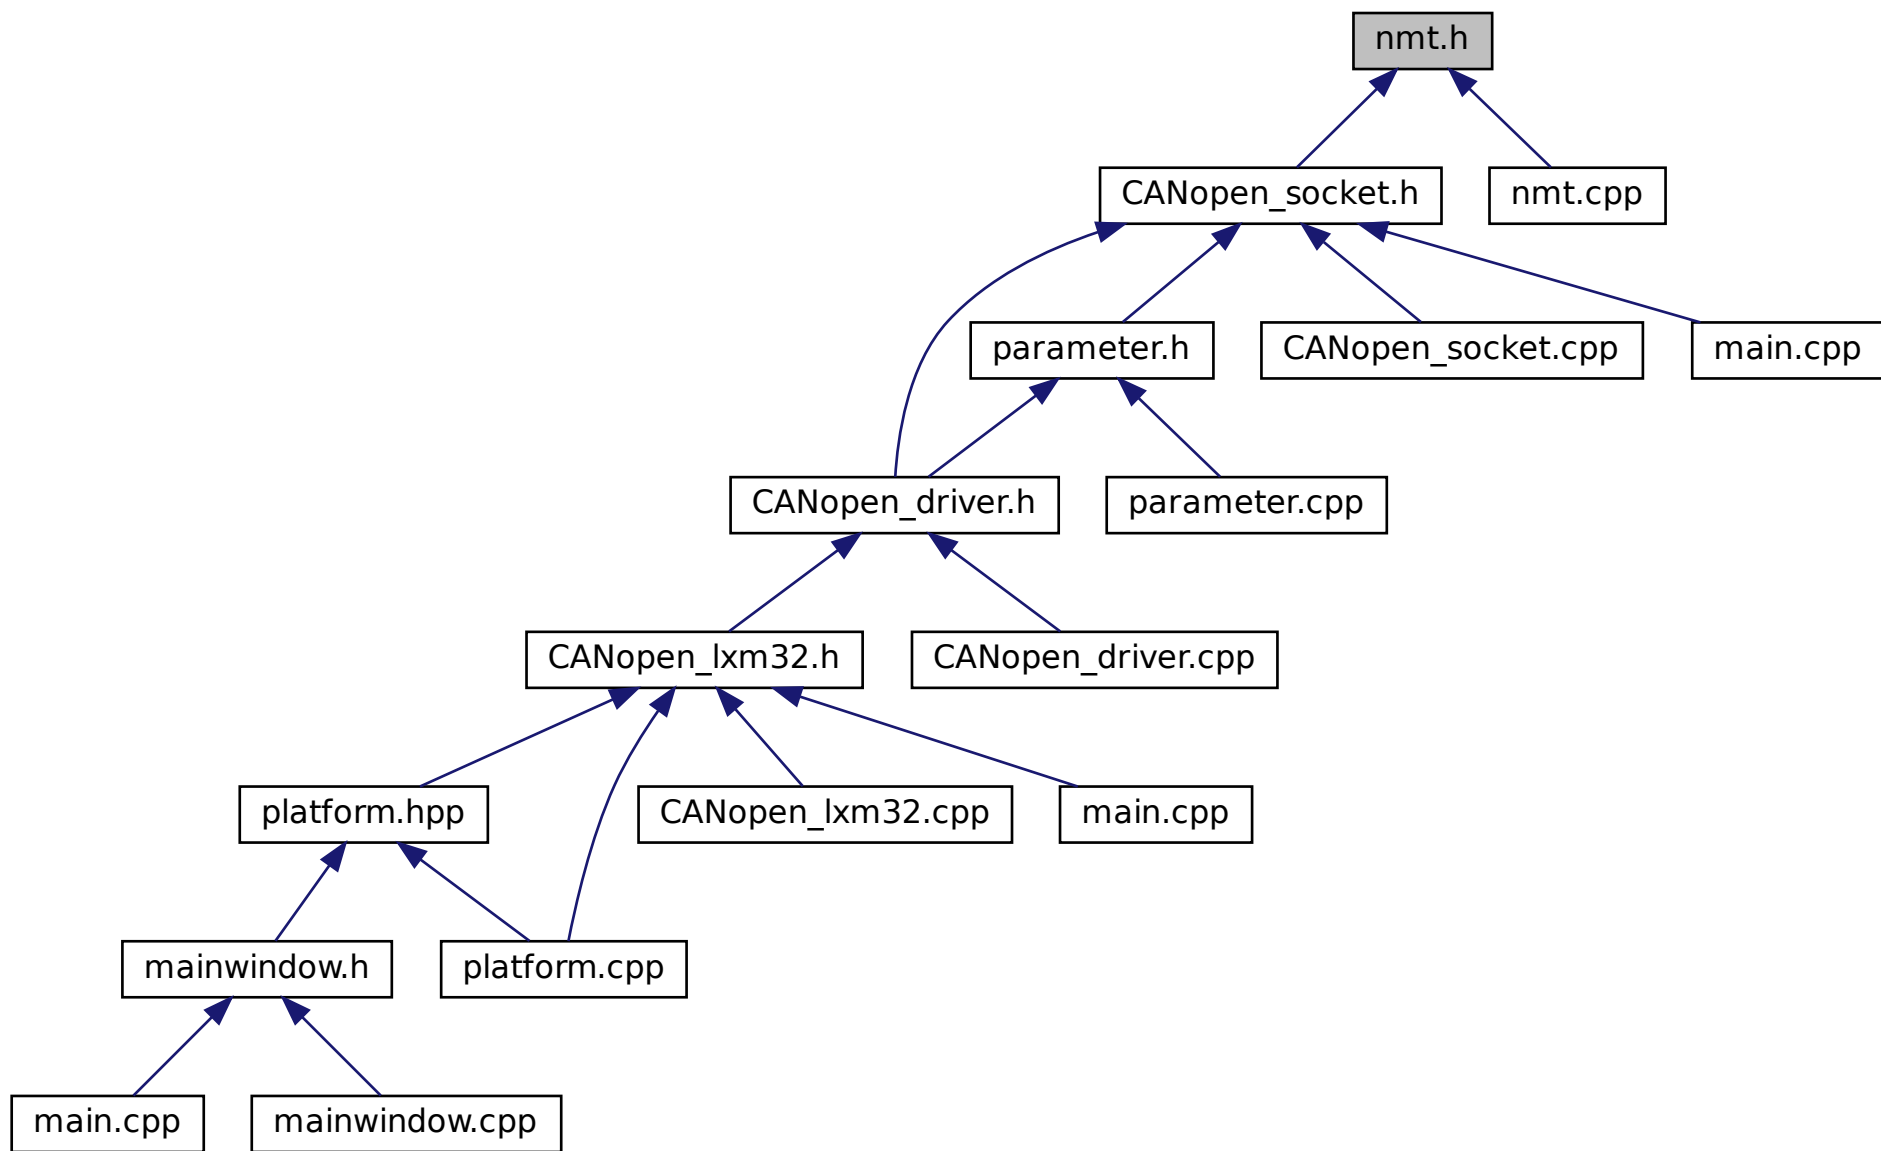 nmt.h
CANopen_socket.h
nmt.cpp
parameter.h
CANopen_socket.cpp
main.cpp
CANopen_driver.h
parameter.cpp
CANopen_lxm32.h
CANopen_driver.cpp
platform.hpp
CANopen_lxm32.cpp
main.cpp
mainwindow.h
platform.cpp
main.cpp
mainwindow.cpp